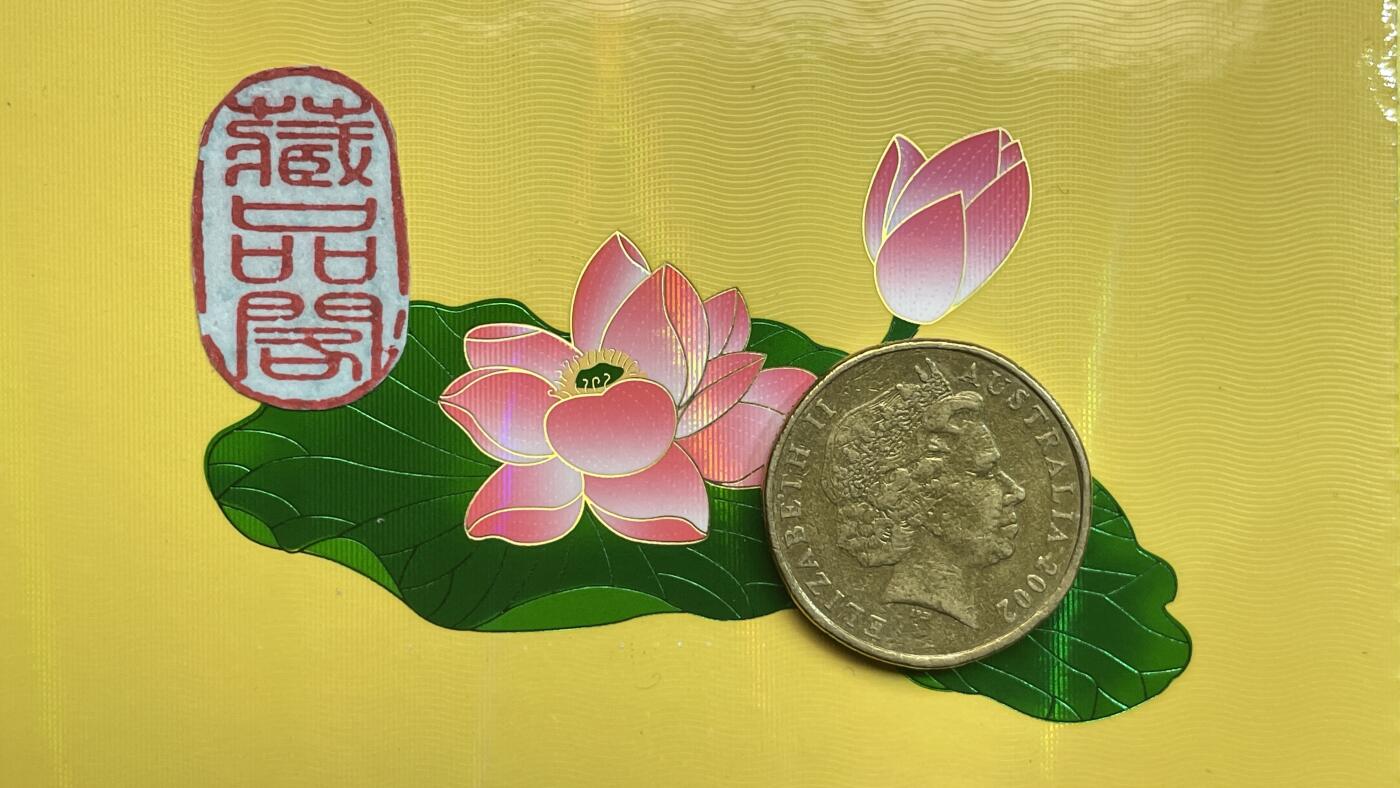 藏
品
閣
ELIZABETH II AUSTRALIA 2002